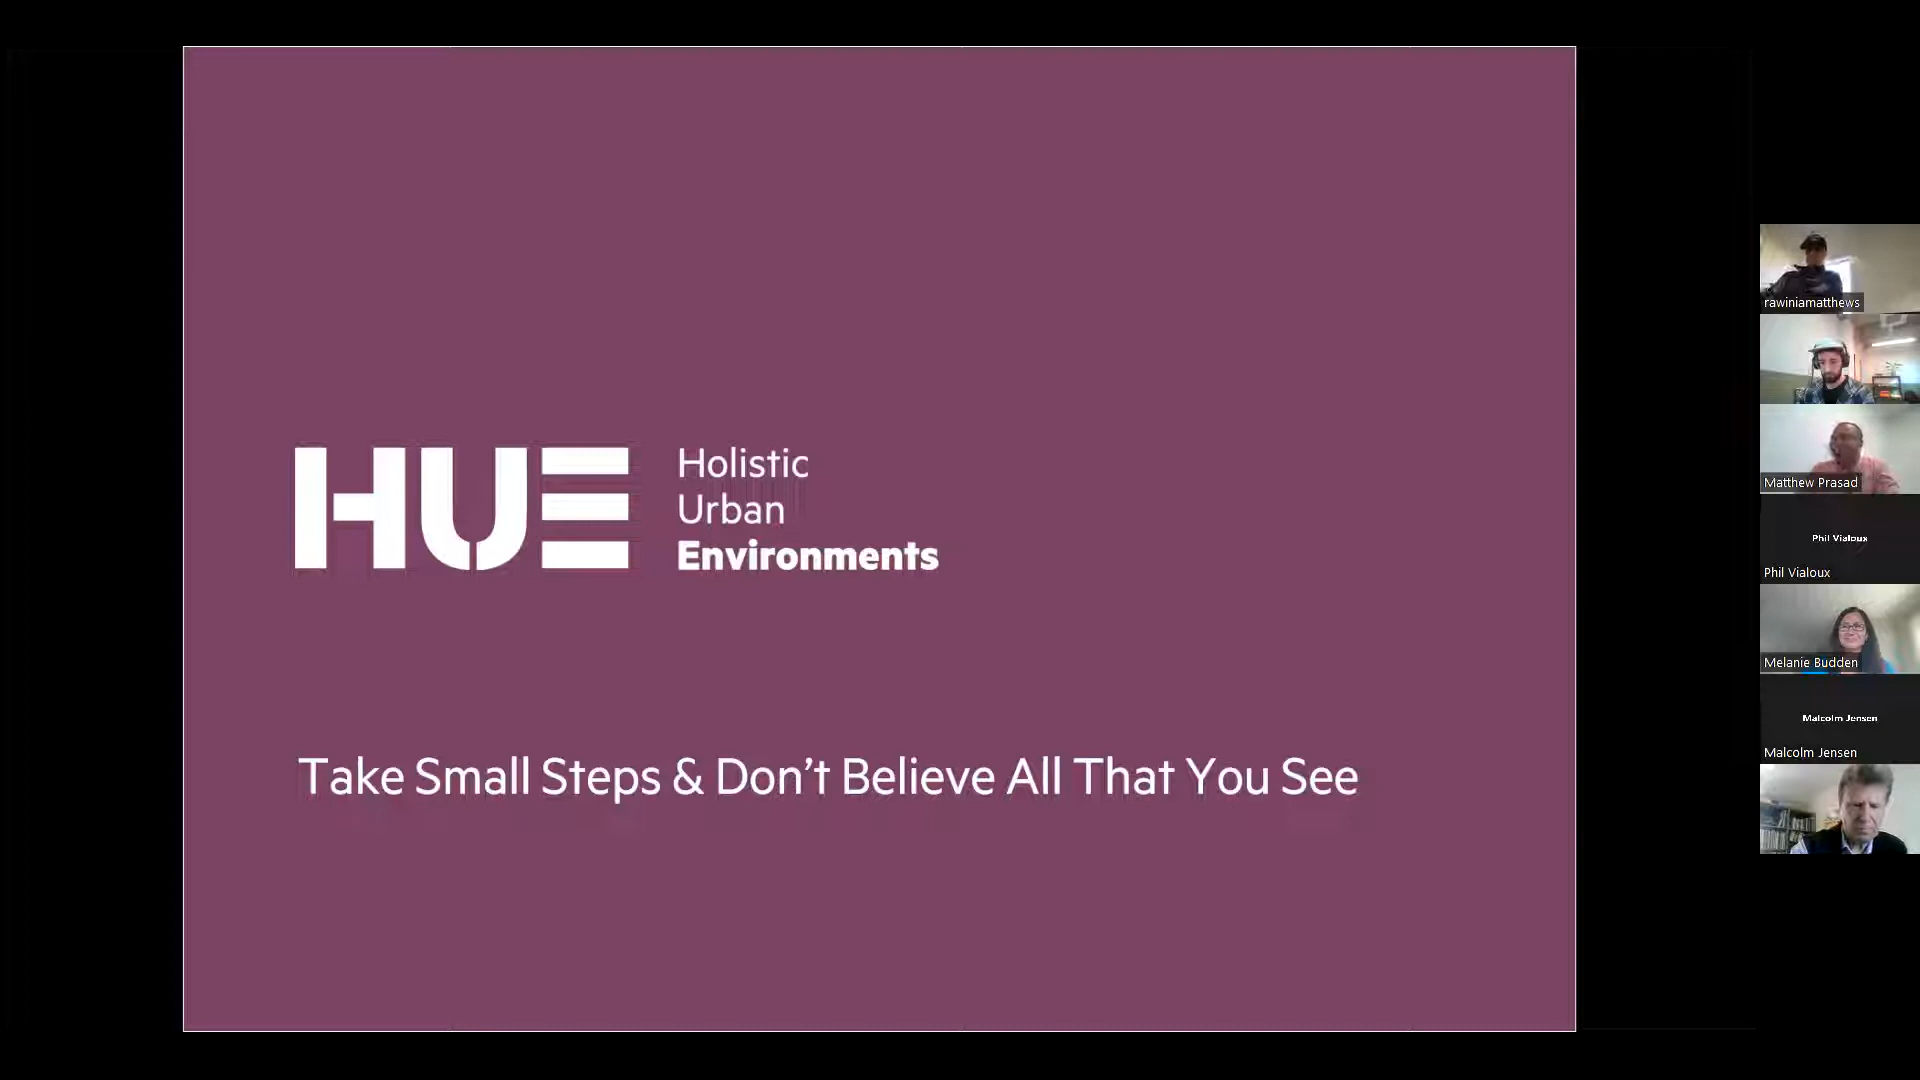 HUE
Holistic
Urban
Environments
Take Small Steps & Don’t Believe All That You See
rawiniamatthews
Matthew Prasad
Phil Vialoux
Phil Vialoux
Melanie Budden
Malcolm Jensen
Malcolm Jensen